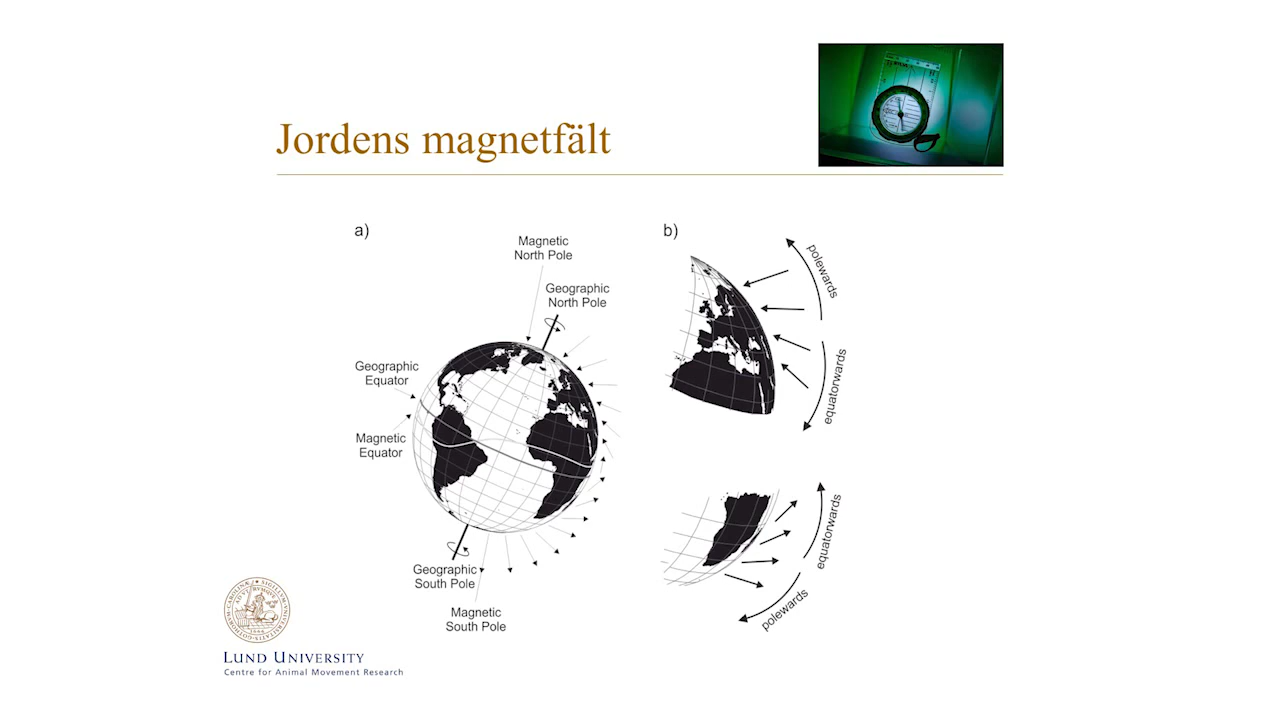 Jordens magnetfält
a)
Magnetic
North Pole
Geographic
North Pole
Geographic
Equator
Magnetic
Equator
Geographic
South Pole
Magnetic
South Pole
b)
polewards
equatorwards
equatorwards
polewards
LUND UNIVERSITY
Centre for Animal Movement Research